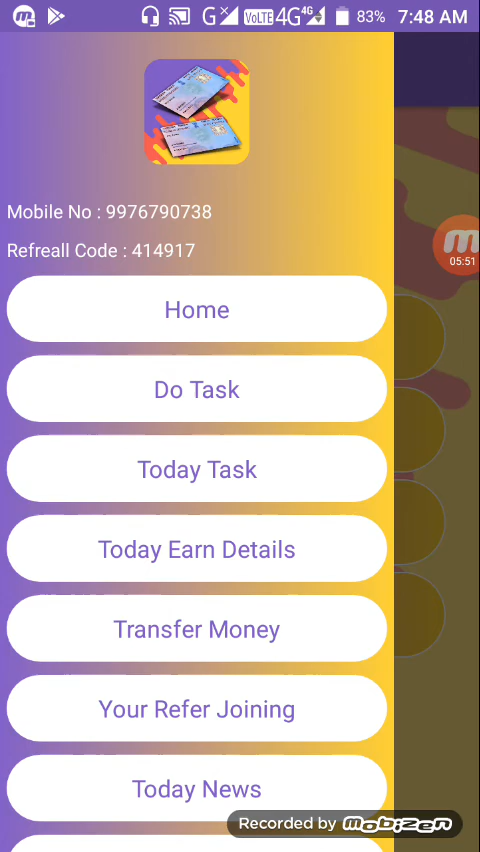 G VoLTE 4G 4G 83% 7:48 AM
Mobile No : 9976790738
Refreall Code : 414917
05:51
Home
Do Task
Today Task
Today Earn Details
Transfer Money
Your Refer Joining
Today News
Recorded by mobizen